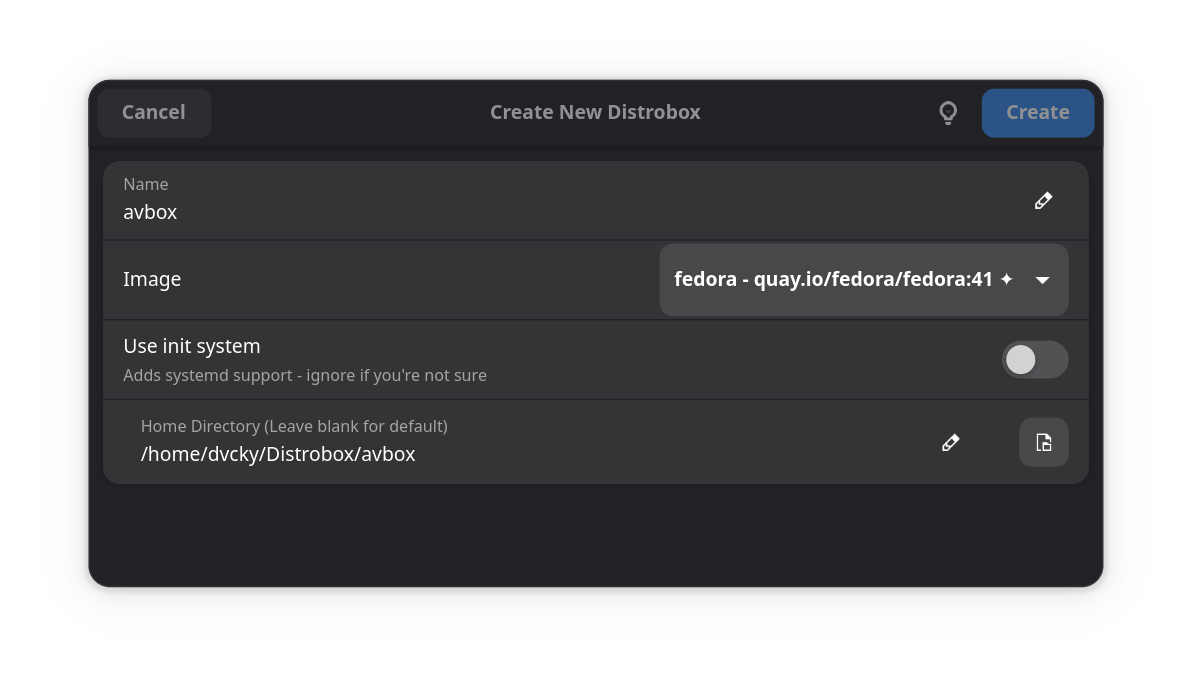 Cancel
Create New Distrobox
Create
Name
avbox
Image
fedora - quay.io/fedora/fedora:41 ✦
Use init system
Adds systemd support - ignore if you're not sure
Home Directory (Leave blank for default)
/home/dvcky/Distrobox/avbox